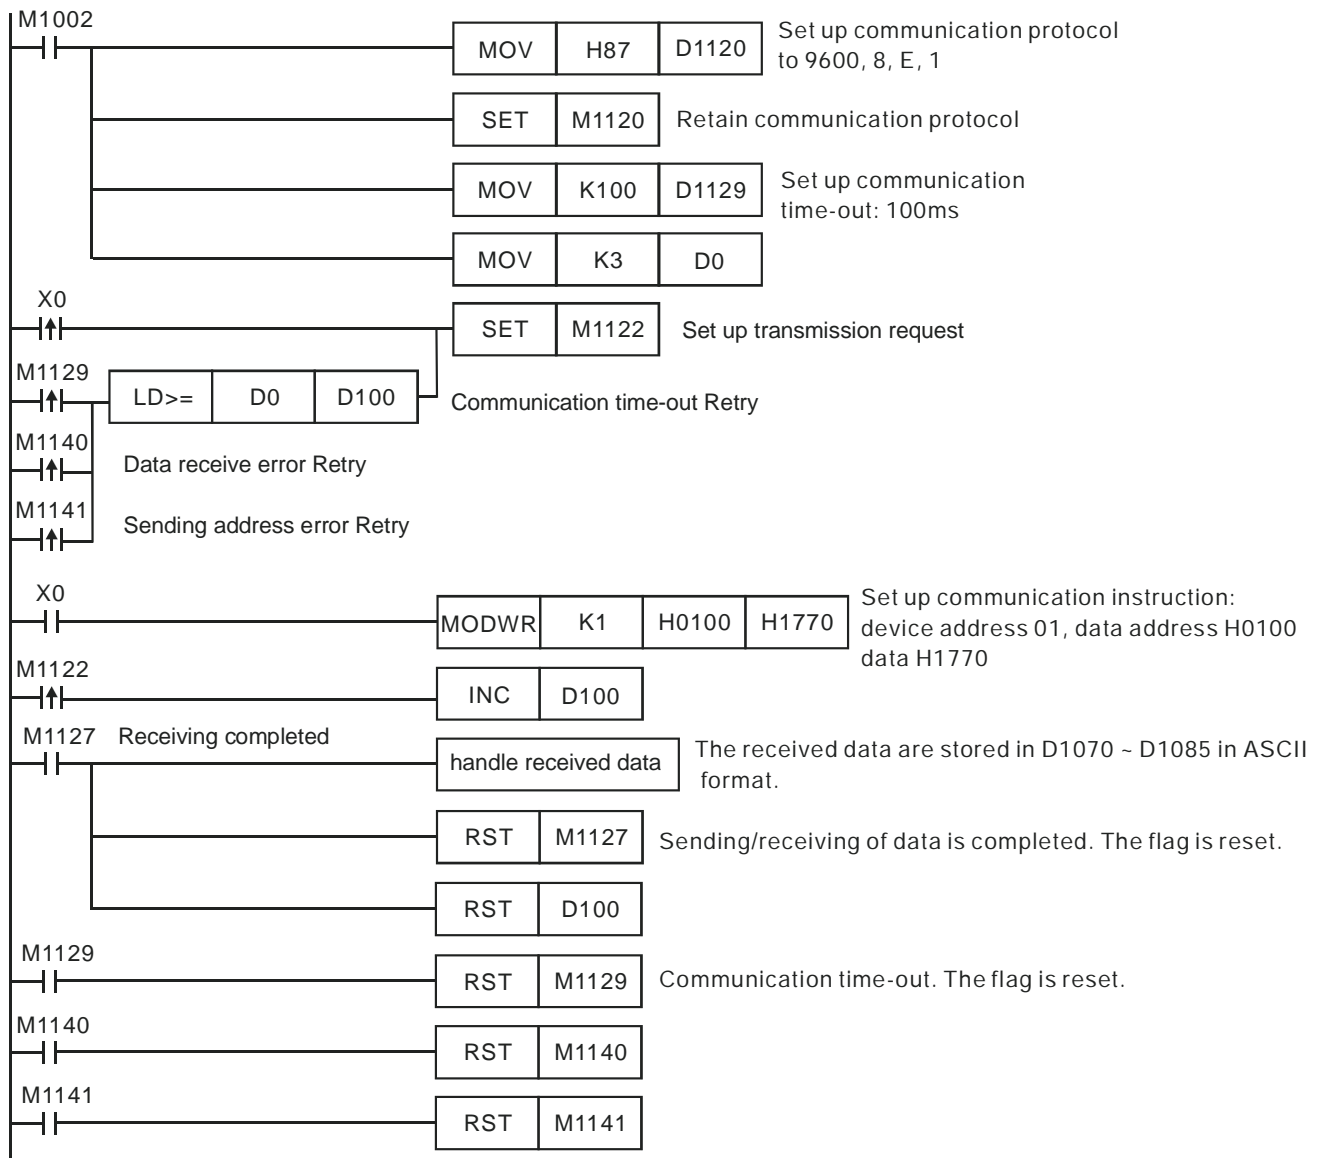 M1002
MOV H87 D1120 Set up communication protocol
to 9600, 8, E, 1
SET M1120 Retain communication protocol
MOV K100 D1129 Set up communication
time-out: 100ms
MOV K3 D0
X0
SET M1122 Set up transmission request
M1129
LD>= D0 D100 Communication time-out Retry
M1140
Data receive error Retry
M1141
Sending address error Retry
X0
MODWR K1 H0100 H1770 Set up communication instruction:
device address 01, data address H0100
data H1770
M1122
INC D100
M1127 Receiving completed
handle received data The received data are stored in D1070 ~ D1085 in ASCII
format.
RST M1127 Sending/receiving of data is completed. The flag is reset.
RST D100
M1129
RST M1129 Communication time-out. The flag is reset.
M1140
RST M1140
M1141
RST M1141